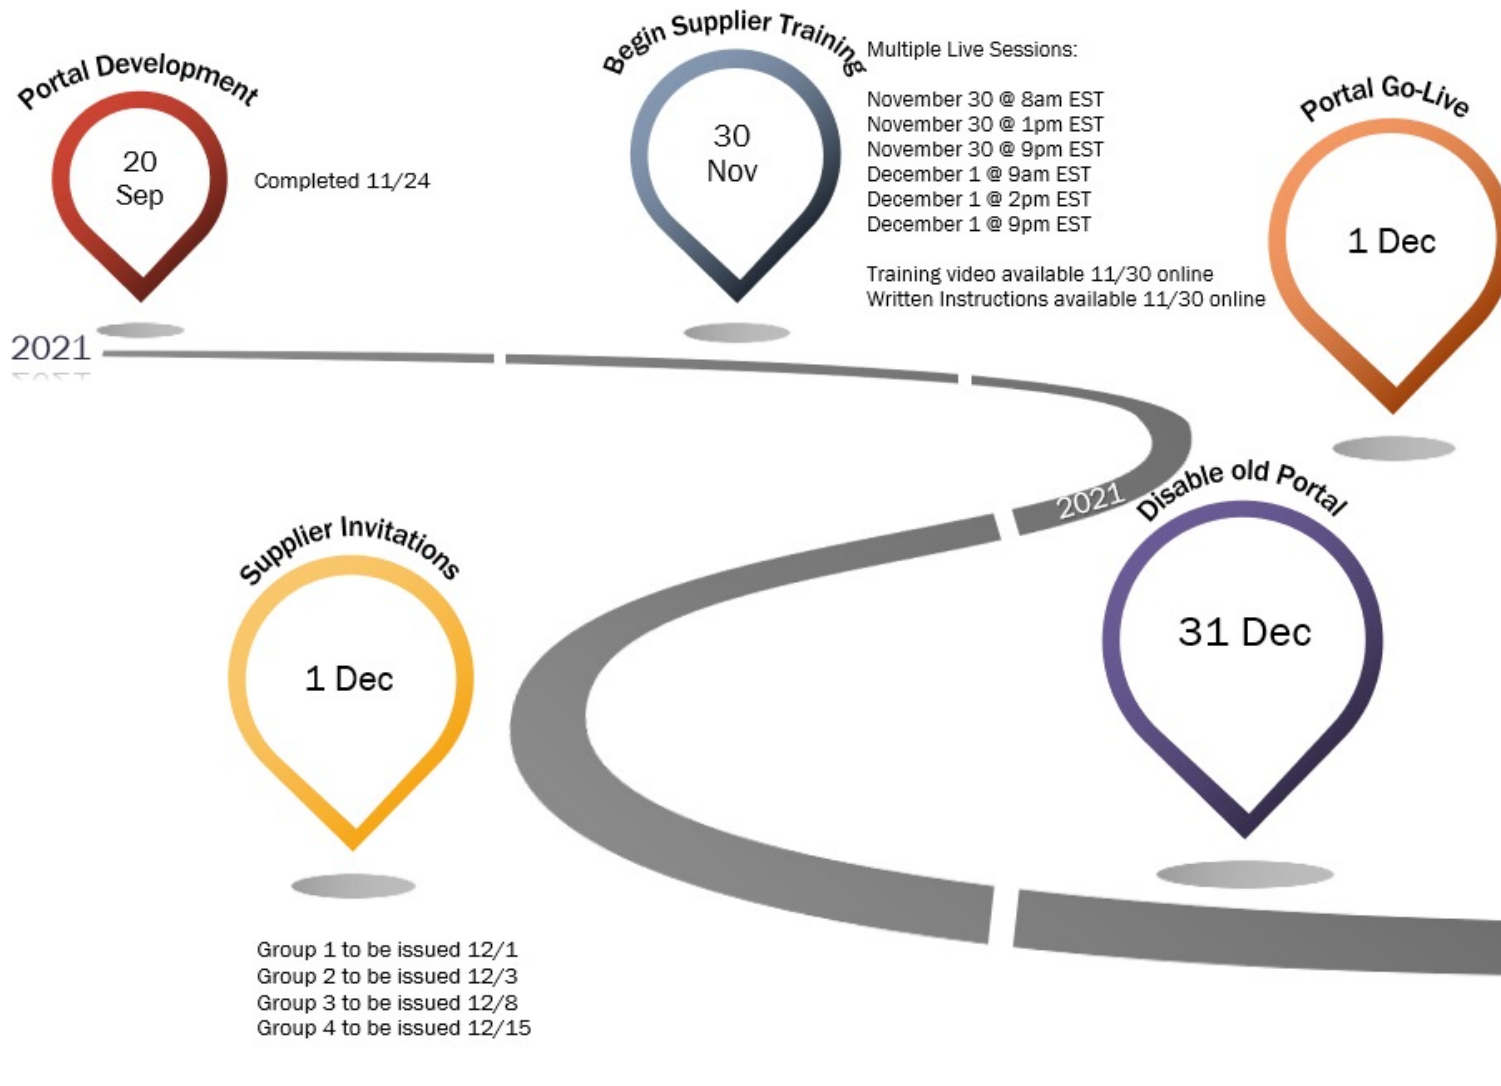 Portal Development
20
Sep
Completed 11/24
Begin Supplier Training
30
Nov
Multiple Live Sessions:
November 30 @ 8am EST
November 30 @ 1pm EST
November 30 @ 9pm EST
December 1 @ 9am EST
December 1 @ 2pm EST
December 1 @ 9pm EST
Training video available 11/30 online
Written Instructions available 11/30 online
Portal Go-Live
1 Dec
2021
2021
Disable old Portal
31 Dec
Supplier Invitations
1 Dec
Group 1 to be issued 12/1
Group 2 to be issued 12/3
Group 3 to be issued 12/8
Group 4 to be issued 12/15